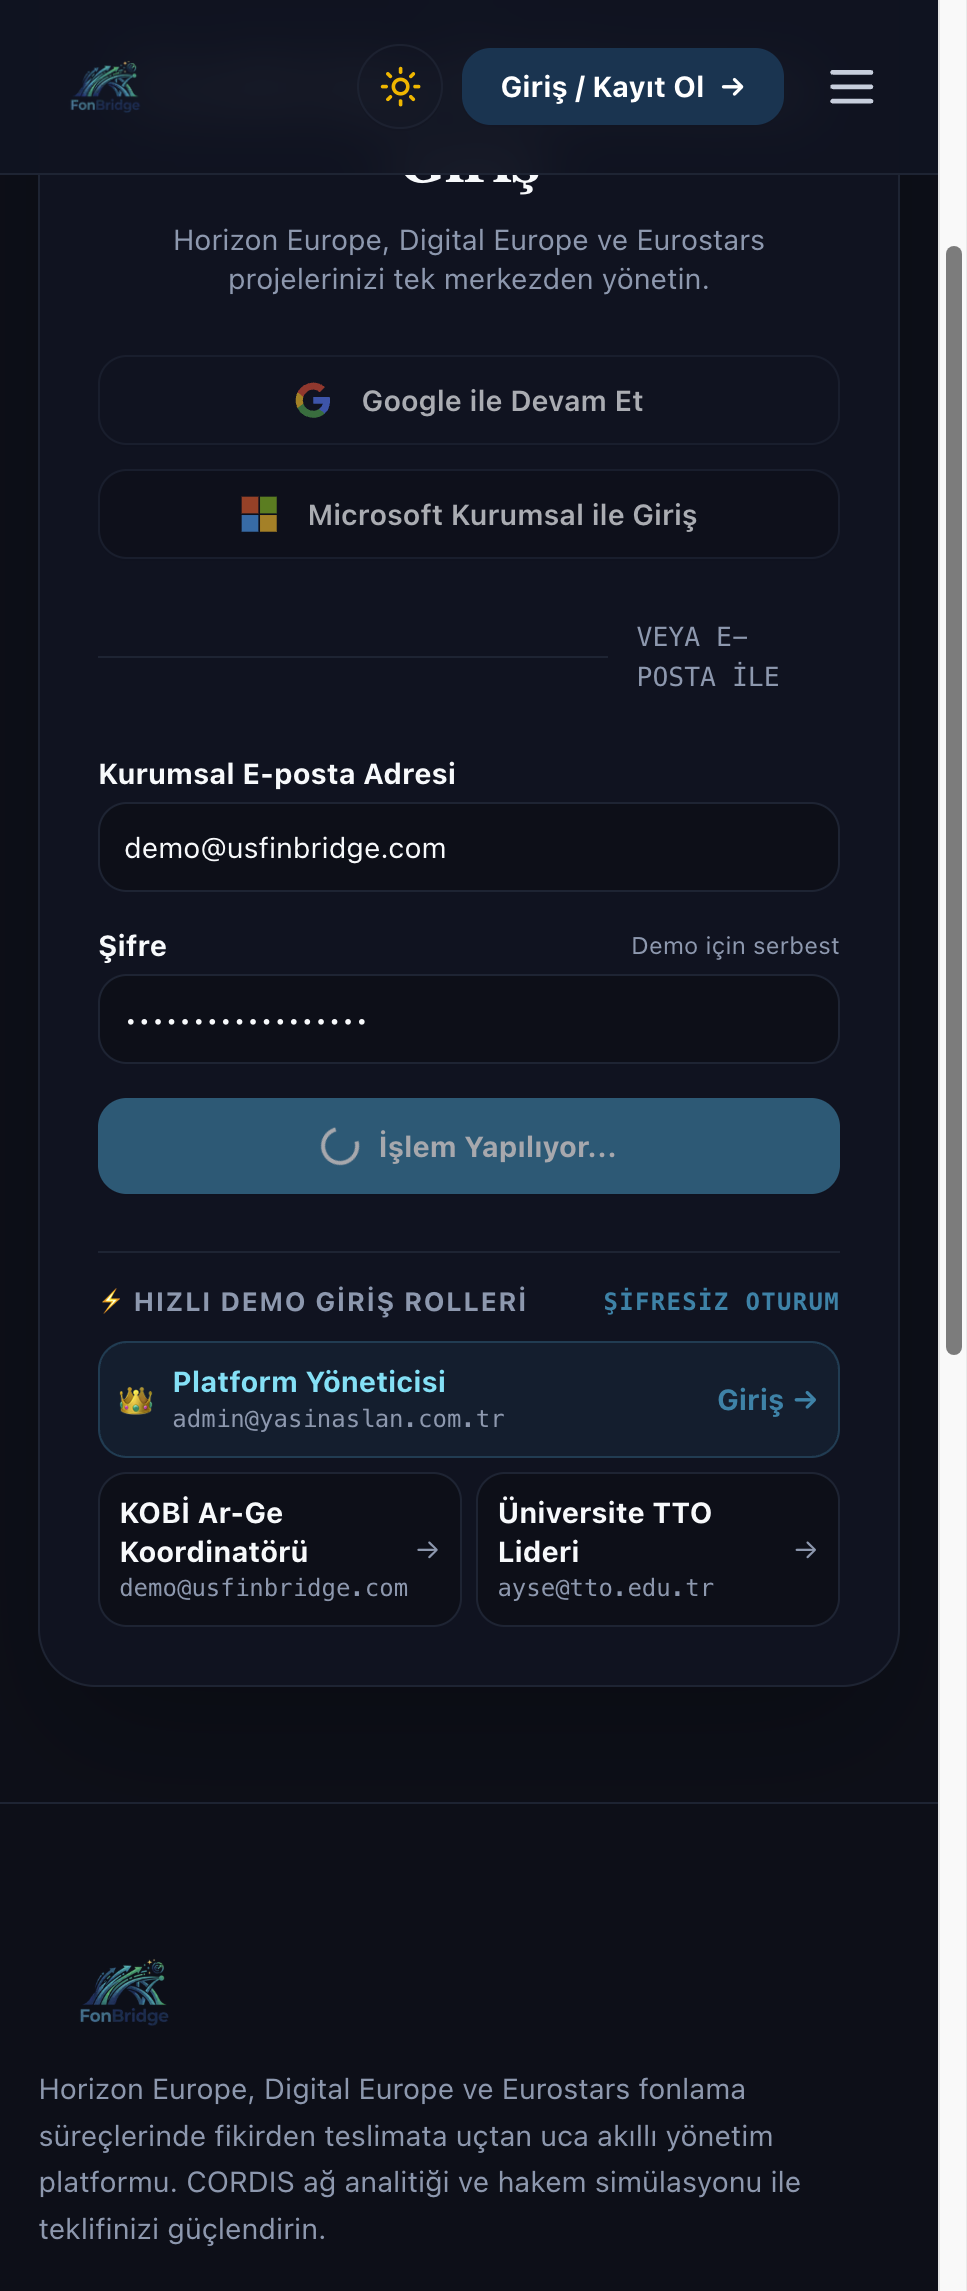 FonBridge
Giriş / Kayıt Ol →
Giriş
Horizon Europe, Digital Europe ve Eurostars
projelerinizi tek merkezden yönetin.
Google ile Devam Et
Microsoft Kurumsal ile Giriş
VEYA E-
POSTA İLE
Kurumsal E-posta Adresi
demo@usfinbridge.com
Şifre
Demo için serbest
İşlem Yapılıyor...
⚡ HIZLI DEMO GİRİŞ ROLLERİ
ŞİFRESİZ OTURUM
Platform Yöneticisi
admin@yasinaslan.com.tr
Giriş →
KOBİ Ar-Ge
Koordinatörü
→
demo@usfinbridge.com
Üniversite TTO
Lideri
→
ayse@tto.edu.tr
FonBridge
Horizon Europe, Digital Europe ve Eurostars fonlama
süreçlerinde fikirden teslimata uçtan uca akıllı yönetim
platformu. CORDIS ağ analitiği ve hakem simülasyonu ile
teklifinizi güçlendirin.